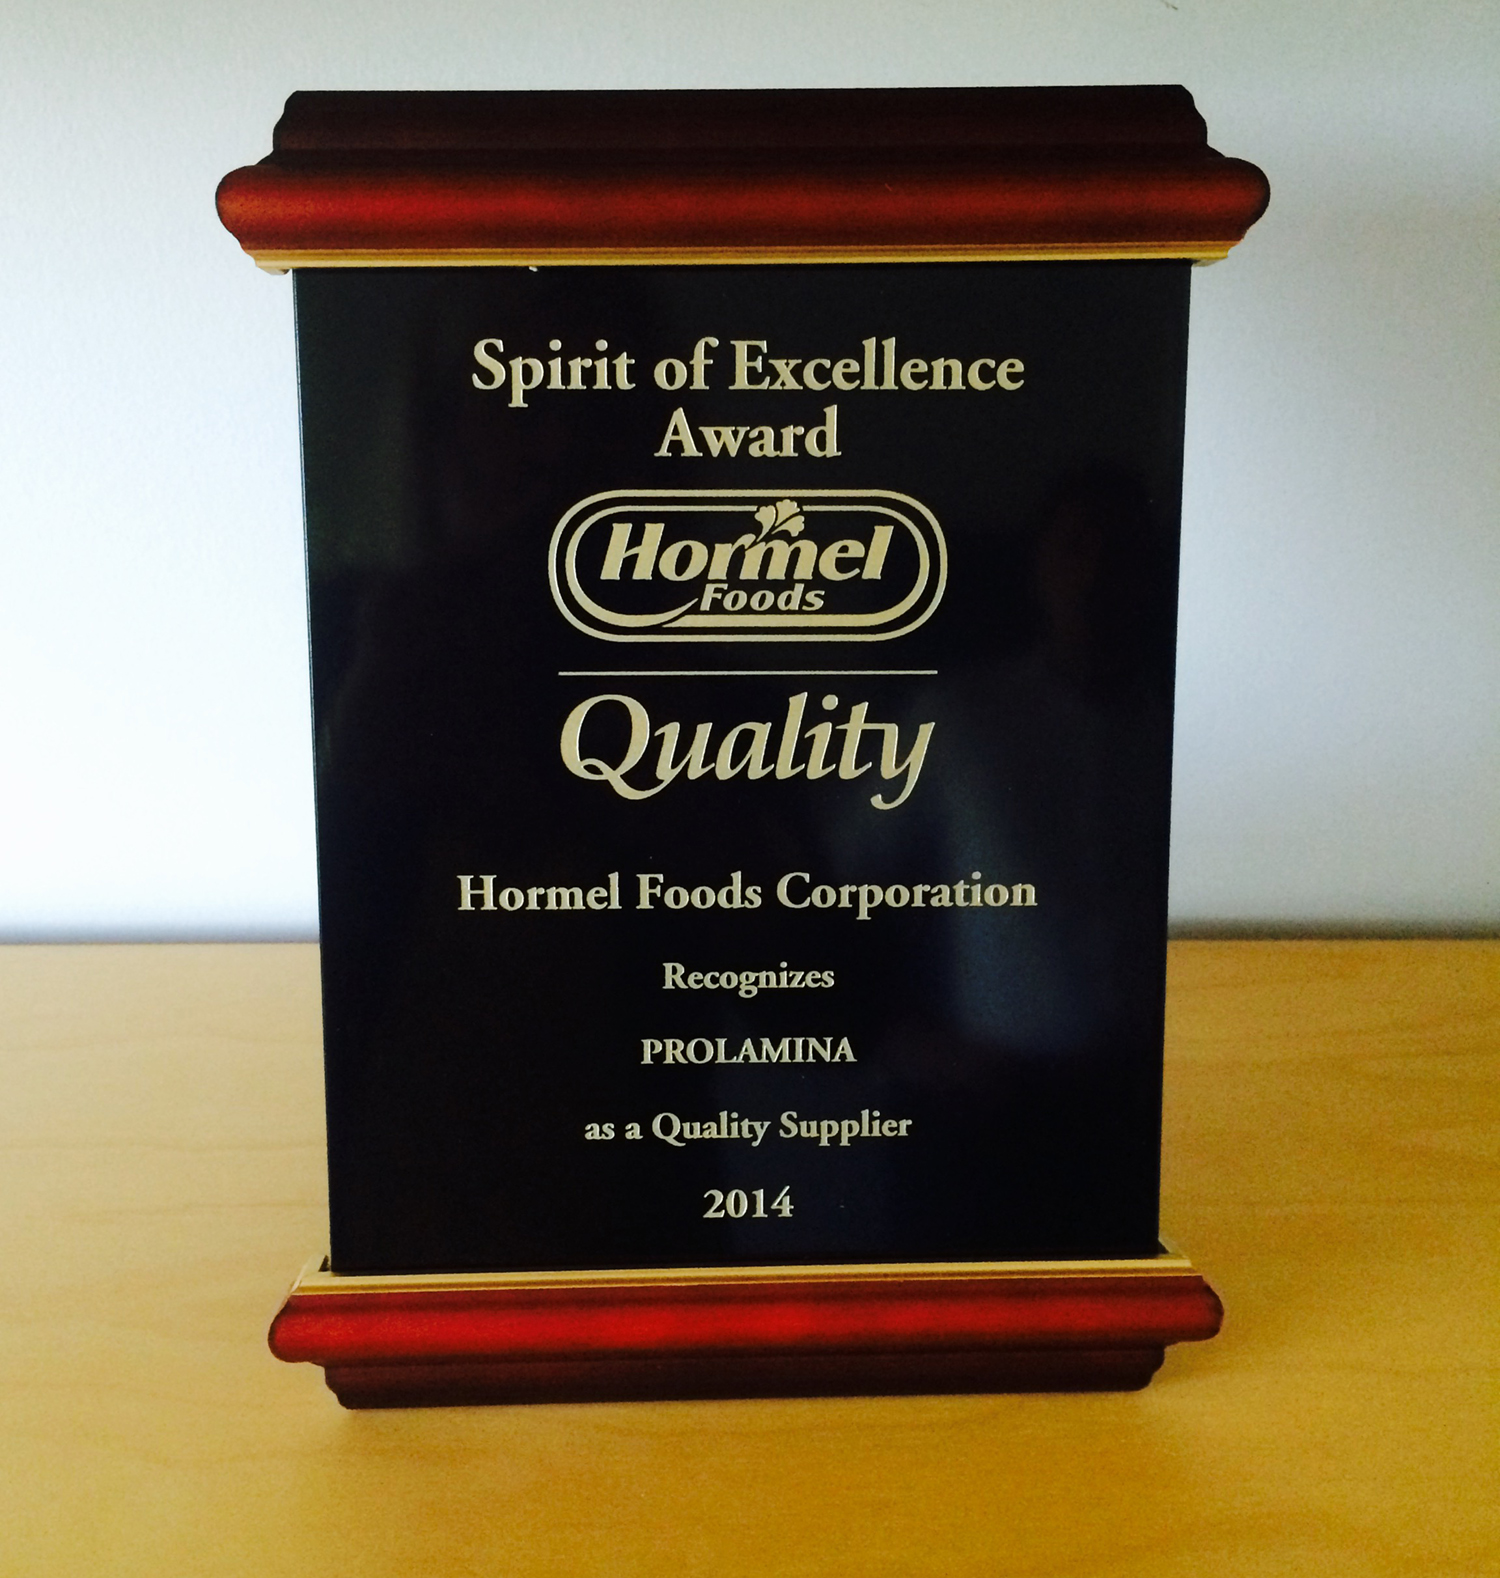 Spirit of Excellence
Award
Hormel
Foods
Quality
Hormel Foods Corporation
Recognizes
PROLAMINA
as a Quality Supplier
2014